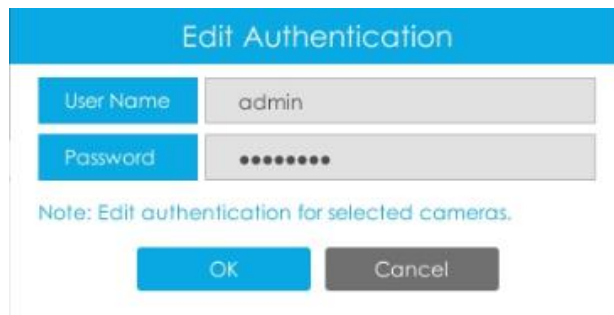 Edit Authentication
User Name admin
Password ••••••••
Note: Edit authentication for selected cameras.
OK Cancel